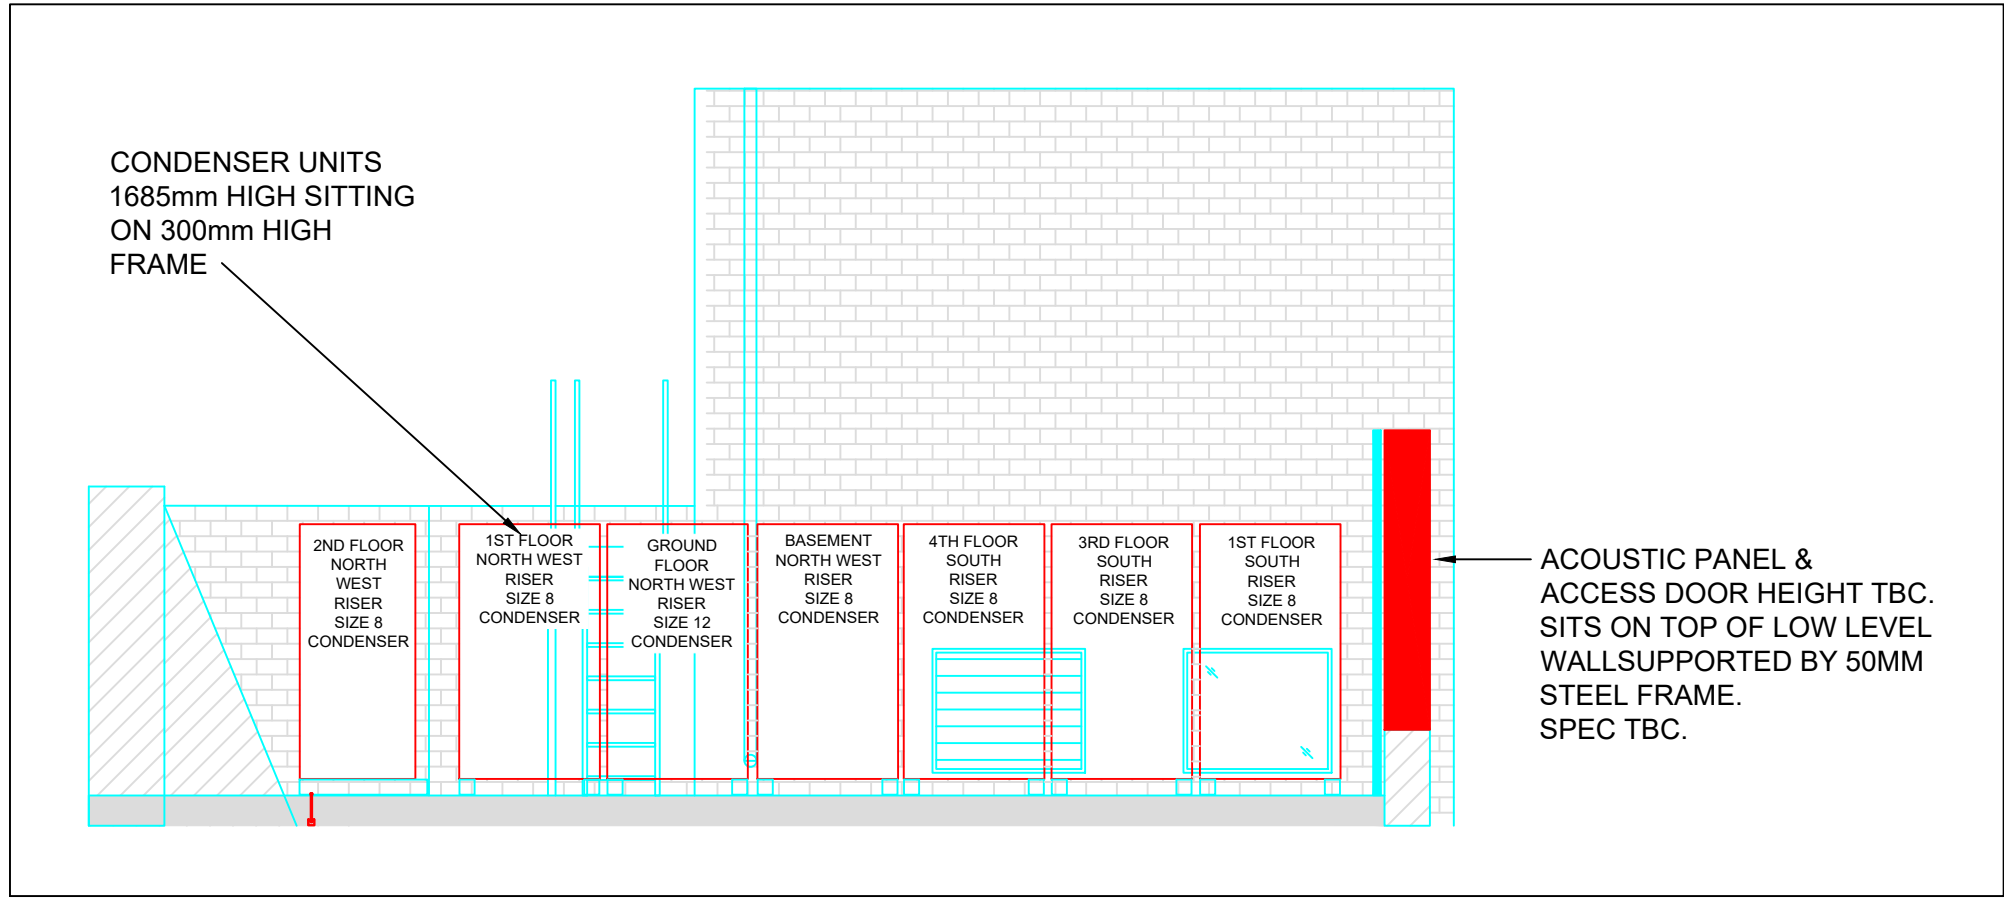 CONDENSER UNITS
1685mm HIGH SITTING
ON 300mm HIGH
FRAME
2ND FLOOR
NORTH
WEST
RISER
SIZE 8
CONDENSER
1ST FLOOR
NORTH WEST
RISER
SIZE 8
CONDENSER
GROUND
FLOOR
NORTH WEST
RISER
SIZE 12
CONDENSER
BASEMENT
NORTH WEST
RISER
SIZE 8
CONDENSER
4TH FLOOR
SOUTH
RISER
SIZE 8
CONDENSER
3RD FLOOR
SOUTH
RISER
SIZE 8
CONDENSER
1ST FLOOR
SOUTH
RISER
SIZE 8
CONDENSER
ACOUSTIC PANEL &
ACCESS DOOR HEIGHT TBC.
SITS ON TOP OF LOW LEVEL
WALLSUPPORTED BY 50MM
STEEL FRAME.
SPEC TBC.